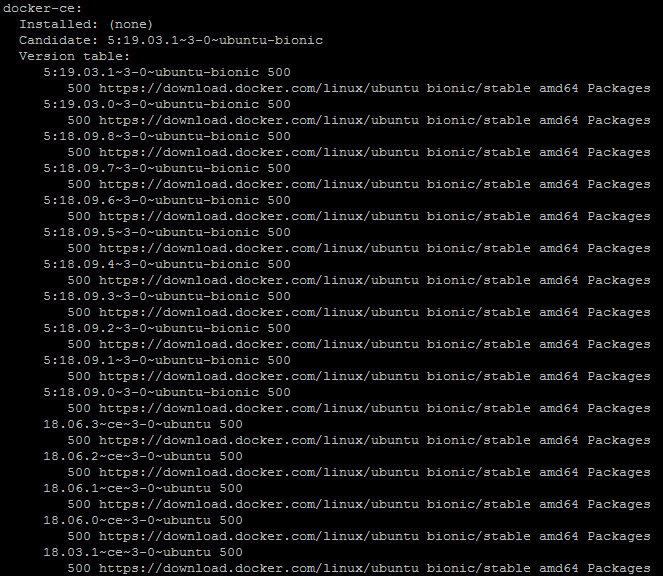 docker-ce:
  Installed: (none)
  Candidate: 5:19.03.1~3-0~ubuntu-bionic
  Version table:
     5:19.03.1~3-0~ubuntu-bionic 500
        500 https://download.docker.com/linux/ubuntu bionic/stable amd64 Packages
     5:19.03.0~3-0~ubuntu-bionic 500
        500 https://download.docker.com/linux/ubuntu bionic/stable amd64 Packages
     5:18.09.8~3-0~ubuntu-bionic 500
        500 https://download.docker.com/linux/ubuntu bionic/stable amd64 Packages
     5:18.09.7~3-0~ubuntu-bionic 500
        500 https://download.docker.com/linux/ubuntu bionic/stable amd64 Packages
     5:18.09.6~3-0~ubuntu-bionic 500
        500 https://download.docker.com/linux/ubuntu bionic/stable amd64 Packages
     5:18.09.5~3-0~ubuntu-bionic 500
        500 https://download.docker.com/linux/ubuntu bionic/stable amd64 Packages
     5:18.09.4~3-0~ubuntu-bionic 500
        500 https://download.docker.com/linux/ubuntu bionic/stable amd64 Packages
     5:18.09.3~3-0~ubuntu-bionic 500
        500 https://download.docker.com/linux/ubuntu bionic/stable amd64 Packages
     5:18.09.2~3-0~ubuntu-bionic 500
        500 https://download.docker.com/linux/ubuntu bionic/stable amd64 Packages
     5:18.09.1~3-0~ubuntu-bionic 500
        500 https://download.docker.com/linux/ubuntu bionic/stable amd64 Packages
     5:18.09.0~3-0~ubuntu-bionic 500
        500 https://download.docker.com/linux/ubuntu bionic/stable amd64 Packages
     18.06.3~ce~3-0~ubuntu 500
        500 https://download.docker.com/linux/ubuntu bionic/stable amd64 Packages
     18.06.2~ce~3-0~ubuntu 500
        500 https://download.docker.com/linux/ubuntu bionic/stable amd64 Packages
     18.06.1~ce~3-0~ubuntu 500
        500 https://download.docker.com/linux/ubuntu bionic/stable amd64 Packages
     18.06.0~ce~3-0~ubuntu 500
        500 https://download.docker.com/linux/ubuntu bionic/stable amd64 Packages
     18.03.1~ce~3-0~ubuntu 500
        500 https://download.docker.com/linux/ubuntu bionic/stable amd64 Packages